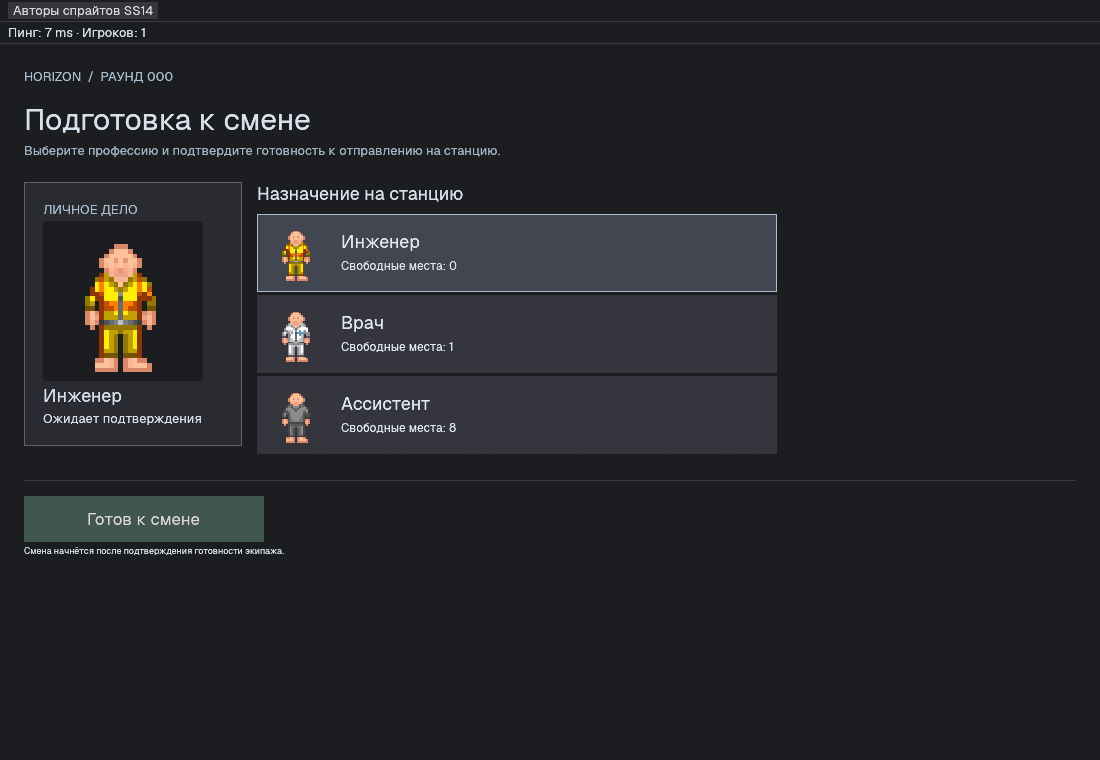 Авторы спрайтов SS14
Пинг: 7 ms · Игроков: 1
HORIZON / РАУНД 000
Подготовка к смене
Выберите профессию и подтвердите готовность к отправлению на станцию.
ЛИЧНОЕ ДЕЛО
Инженер
Ожидает подтверждения
Назначение на станцию
Инженер
Свободные места: 0
Врач
Свободные места: 1
Ассистент
Свободные места: 8
Готов к смене
Смена начнётся после подтверждения готовности экипажа.